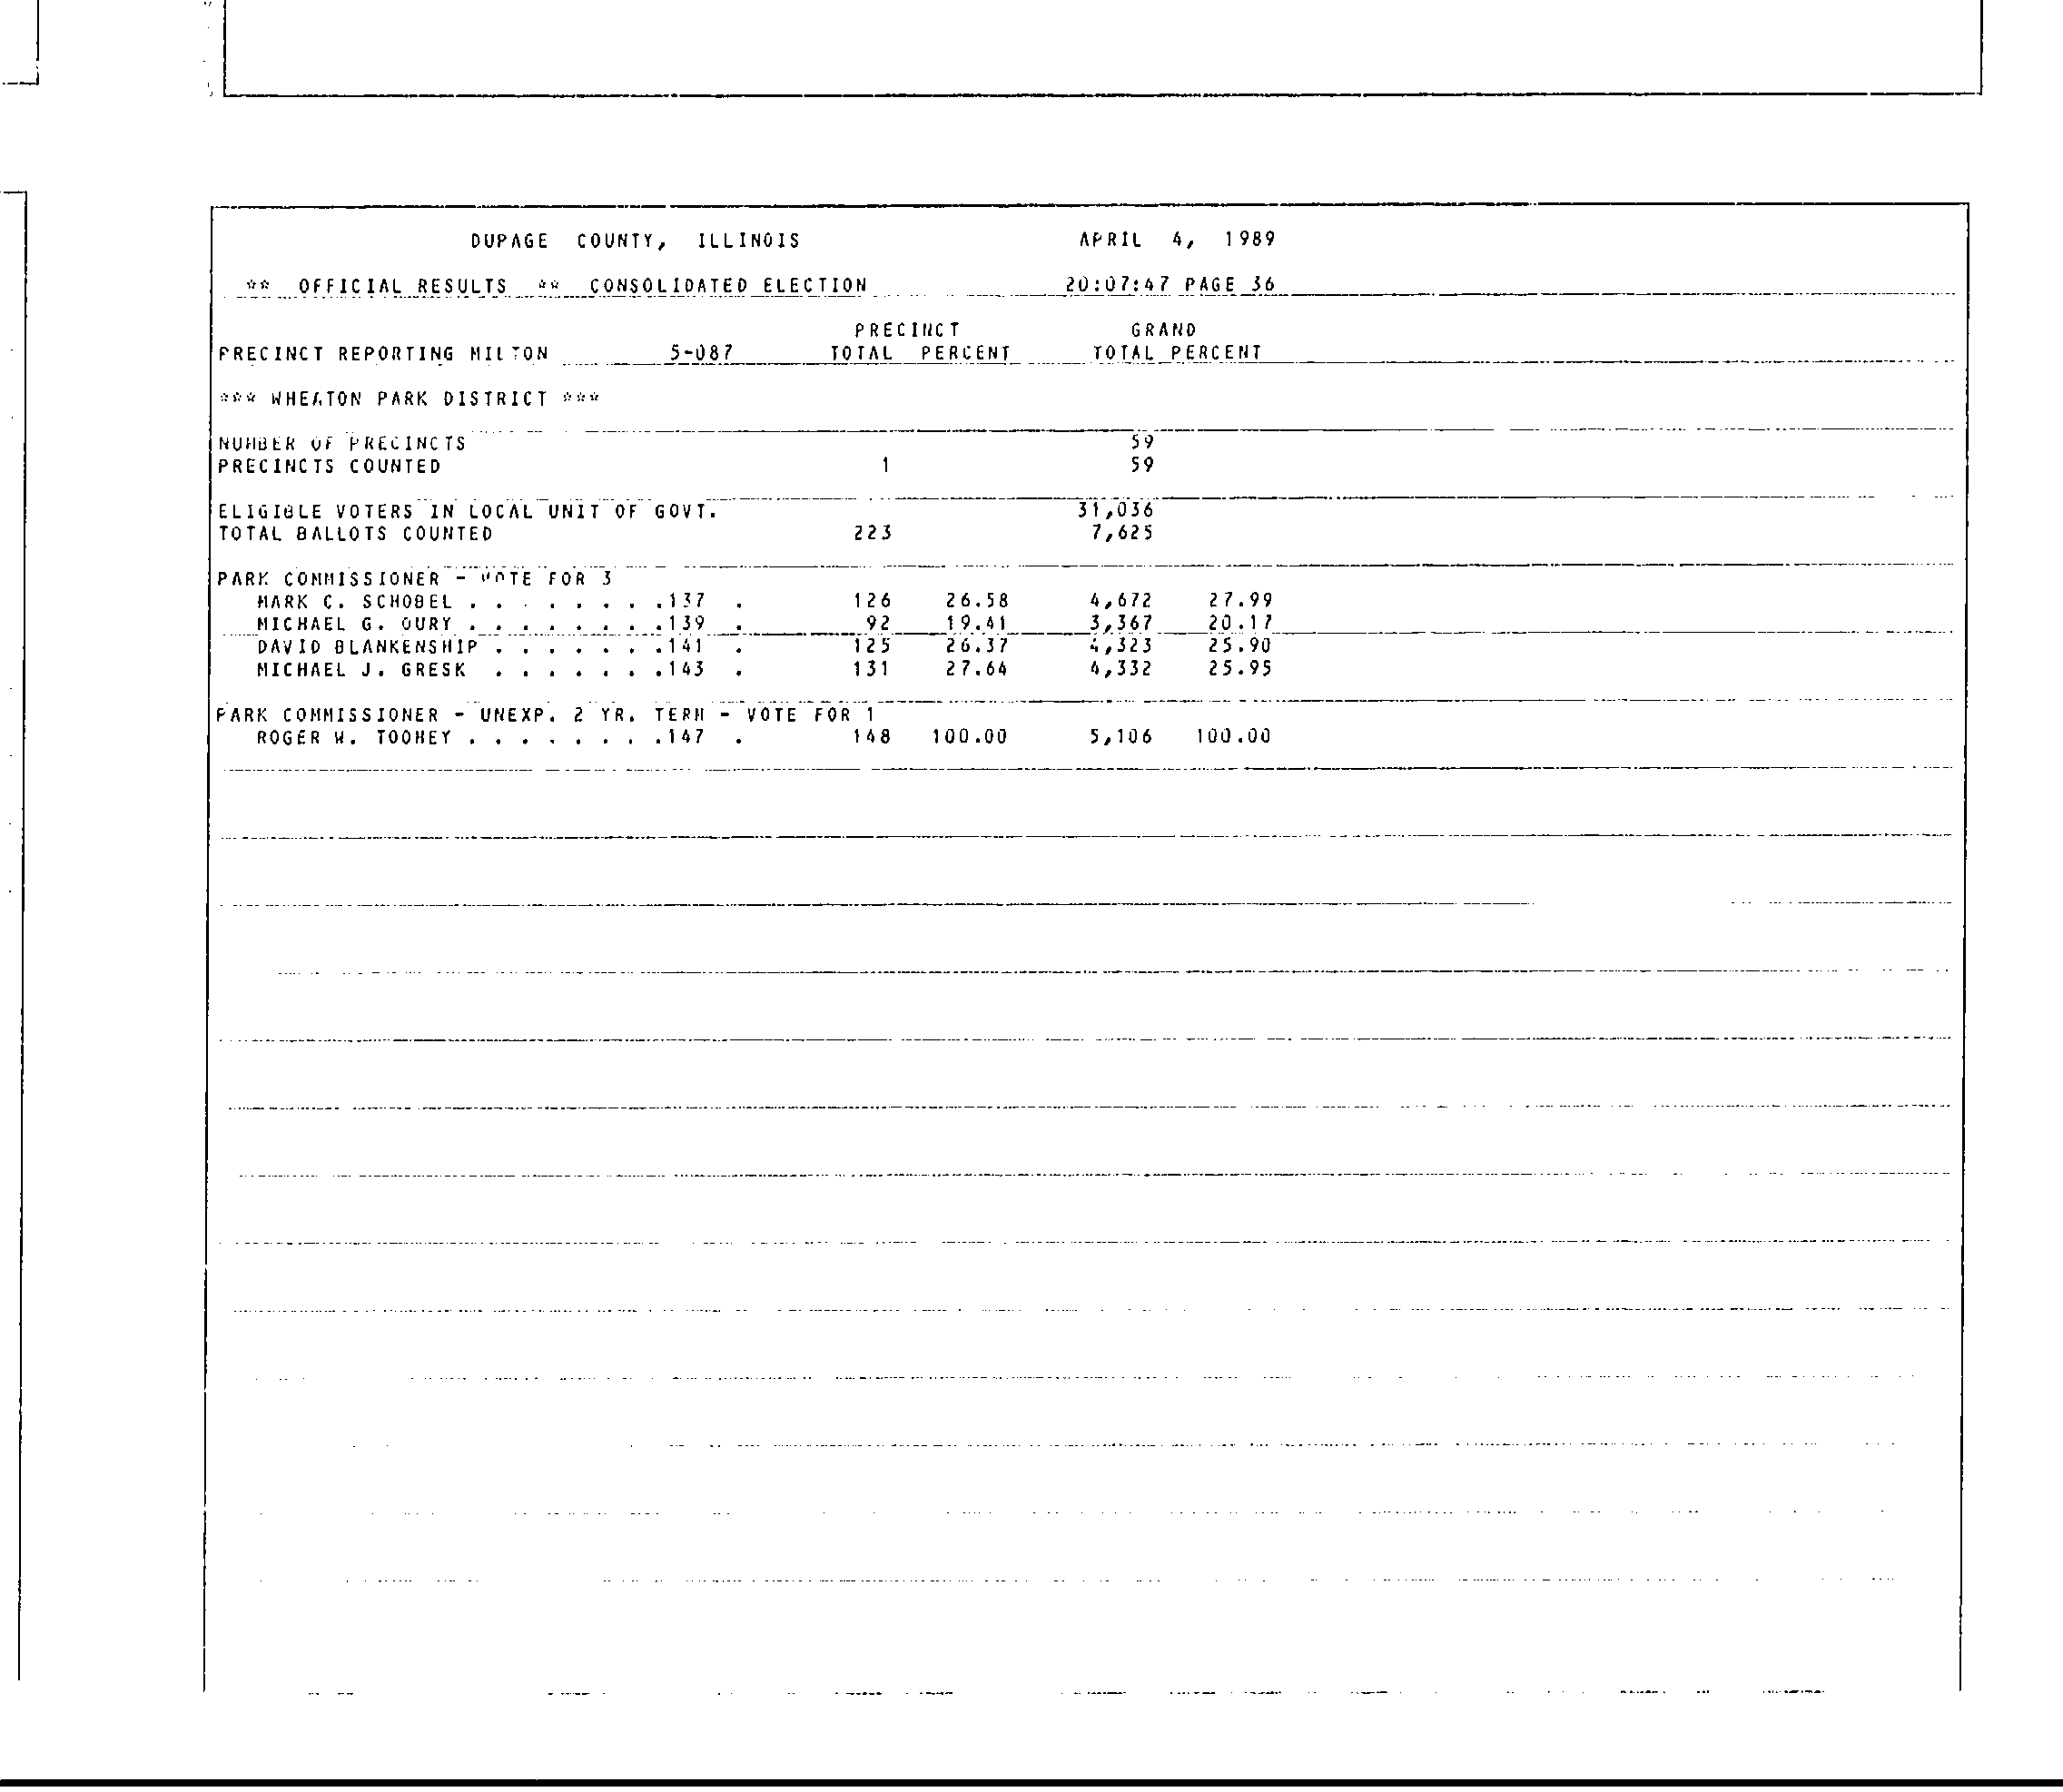 DUPAGE COUNTY, ILLINOIS APRIL 4, 1989
** OFFICIAL RESULTS ** CONSOLIDATED ELECTION 20:07:47 PAGE 36
PRECINCT GRAND
PRECINCT REPORTING MILTON 5-087 TOTAL PERCENT TOTAL PERCENT
*** WHEATON PARK DISTRICT ***
NUMBER OF PRECINCTS 59
PRECINCTS COUNTED 1 59
ELIGIBLE VOTERS IN LOCAL UNIT OF GOVT. 31,036
TOTAL BALLOTS COUNTED 223 7,625
PARK COMMISSIONER - VOTE FOR 3
MARK C. SCHOBEL . . . . . . . .137 . 126 26.58 4,672 27.99
MICHAEL G. OURY . . . . . . . .139 . 92 19.41 3,367 20.17
DAVID BLANKENSHIP . . . . . . .141 . 125 26.37 4,323 25.90
MICHAEL J. GRESK . . . . . . .143 . 131 27.64 4,332 25.95
PARK COMMISSIONER - UNEXP. 2 YR. TERM - VOTE FOR 1
ROGER W. TOOHEY . . . . . . . .147 . 148 100.00 5,106 100.00